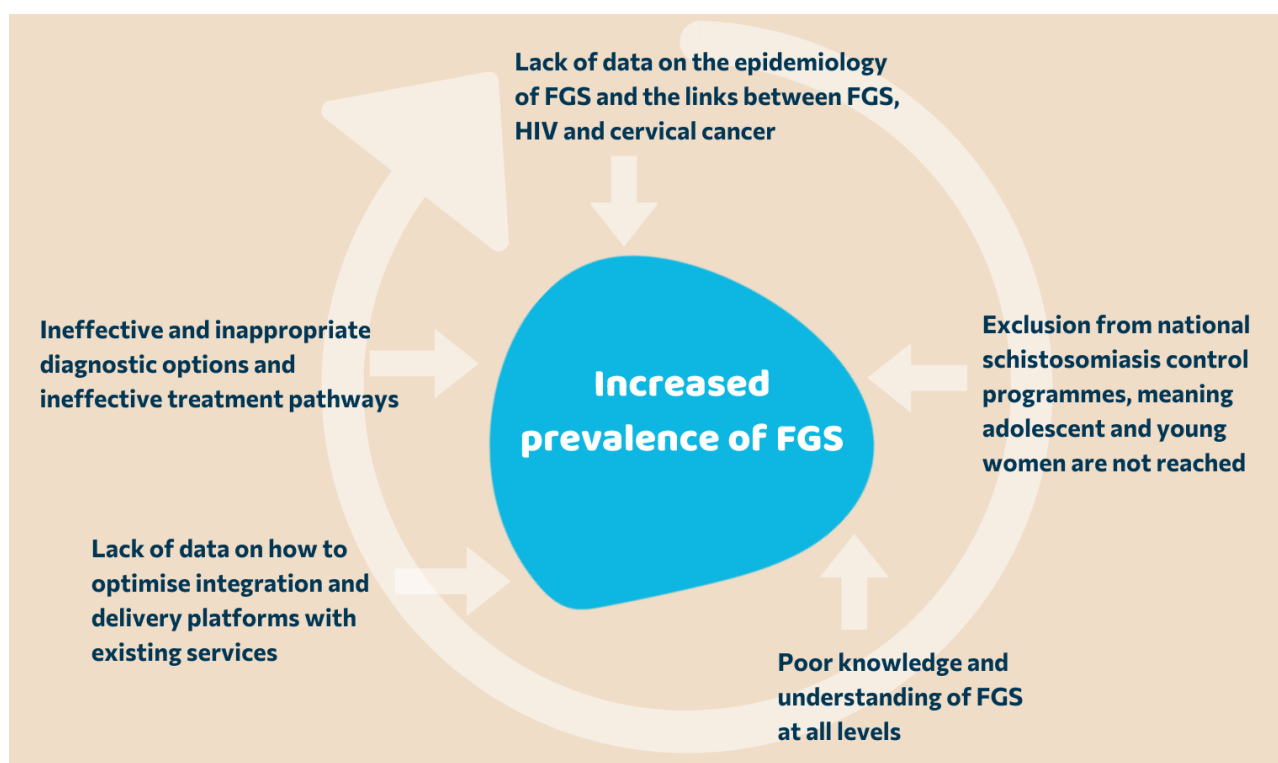 Lack of data on the epidemiology
of FGS and the links between FGS,
HIV and cervical cancer
Exclusion from national
schistosomiasis control
programmes, meaning
adolescent and young
women are not reached
Poor knowledge and
understanding of FGS
at all levels
Lack of data on how to
optimise integration and
delivery platforms with
existing services
Ineffective and inappropriate
diagnostic options and
ineffective treatment pathways
Increased
prevalence of FGS